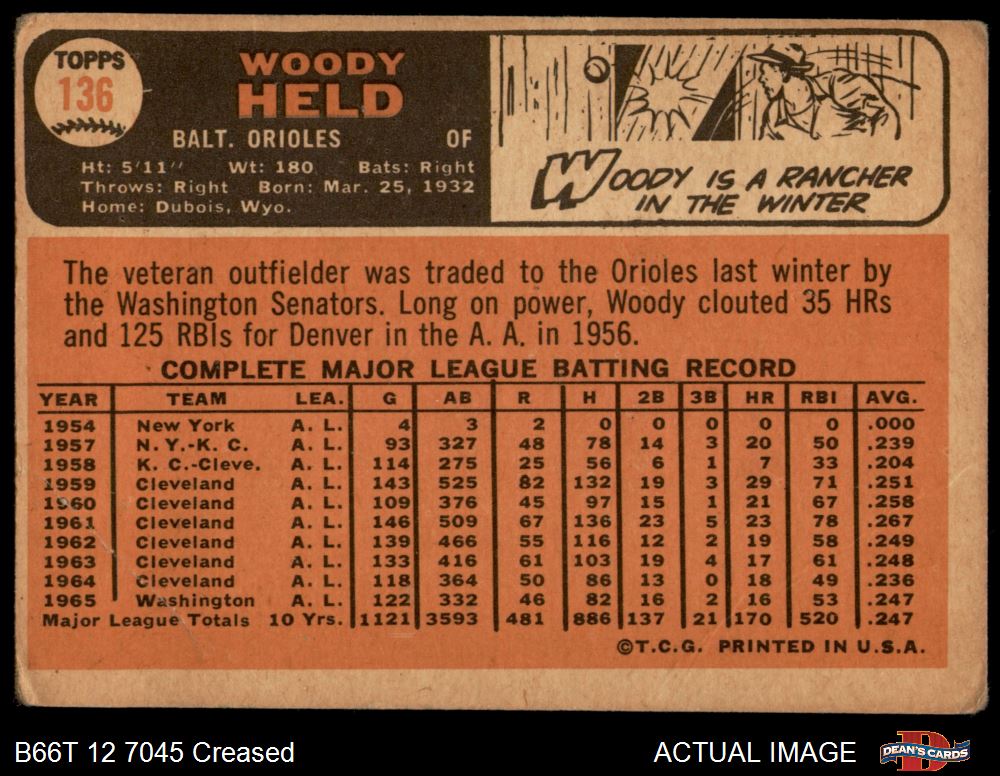 TOPPS
136
WOODY
HELD
BALT. ORIOLES OF
Ht: 5'11" Wt: 180 Bats: Right
Throws: Right Born: Mar. 25, 1932
Home: Dubois, Wyo.
WOODY IS A RANCHER
IN THE WINTER
The veteran outfielder was traded to the Orioles last winter by
the Washington Senators. Long on power, Woody clouted 35 HRs
and 125 RBIs for Denver in the A. A. in 1956.
COMPLETE MAJOR LEAGUE BATTING RECORD
YEAR TEAM LEA. G AB R H 2B 3B HR RBI AVG.
1954 New York A. L. 4 3 2 0 0 0 0 0 .000
1957 N. Y.-K. C. A. L. 93 327 48 78 14 3 20 50 .239
1958 K. C.-Cleve. A. L. 114 275 25 56 6 1 7 33 .204
1959 Cleveland A. L. 143 525 82 132 19 3 29 71 .251
1960 Cleveland A. L. 109 376 45 97 15 1 21 67 .258
1961 Cleveland A. L. 146 509 67 136 23 5 23 78 .267
1962 Cleveland A. L. 139 466 55 116 12 2 19 58 .249
1963 Cleveland A. L. 133 416 61 103 19 4 17 61 .248
1964 Cleveland A. L. 118 364 50 86 13 0 18 49 .236
1965 Washington A. L. 122 332 46 82 16 2 16 53 .247
Major League Totals 10 Yrs. 1121 3593 481 886 137 21 170 520 .247
©T.C.G. PRINTED IN U.S.A.
B66T 12 7045 Creased
ACTUAL IMAGE
D
DEAN'S CARDS